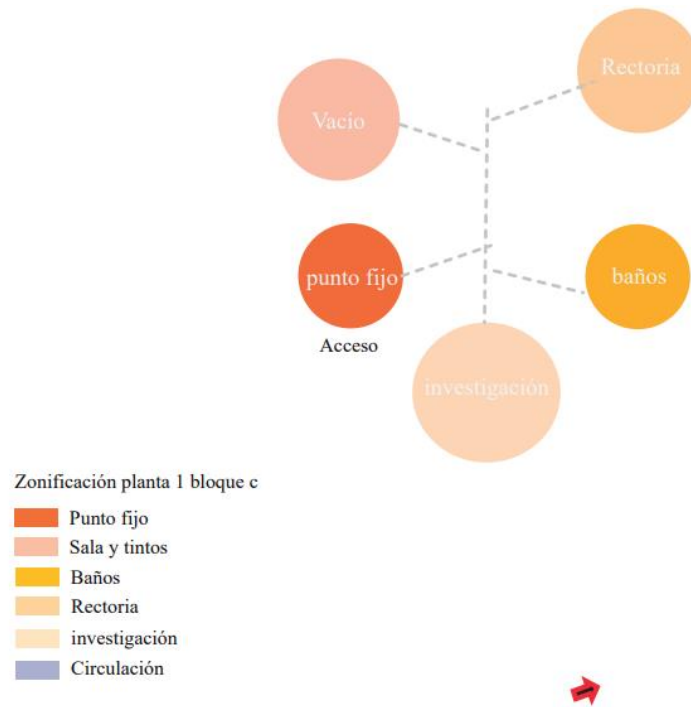 Rectoria
Vacio
punto fijo
baños
Acceso
investigación
Zonificación planta 1 bloque c
Punto fijo
Sala y tintos
Baños
Rectoria
investigación
Circulación